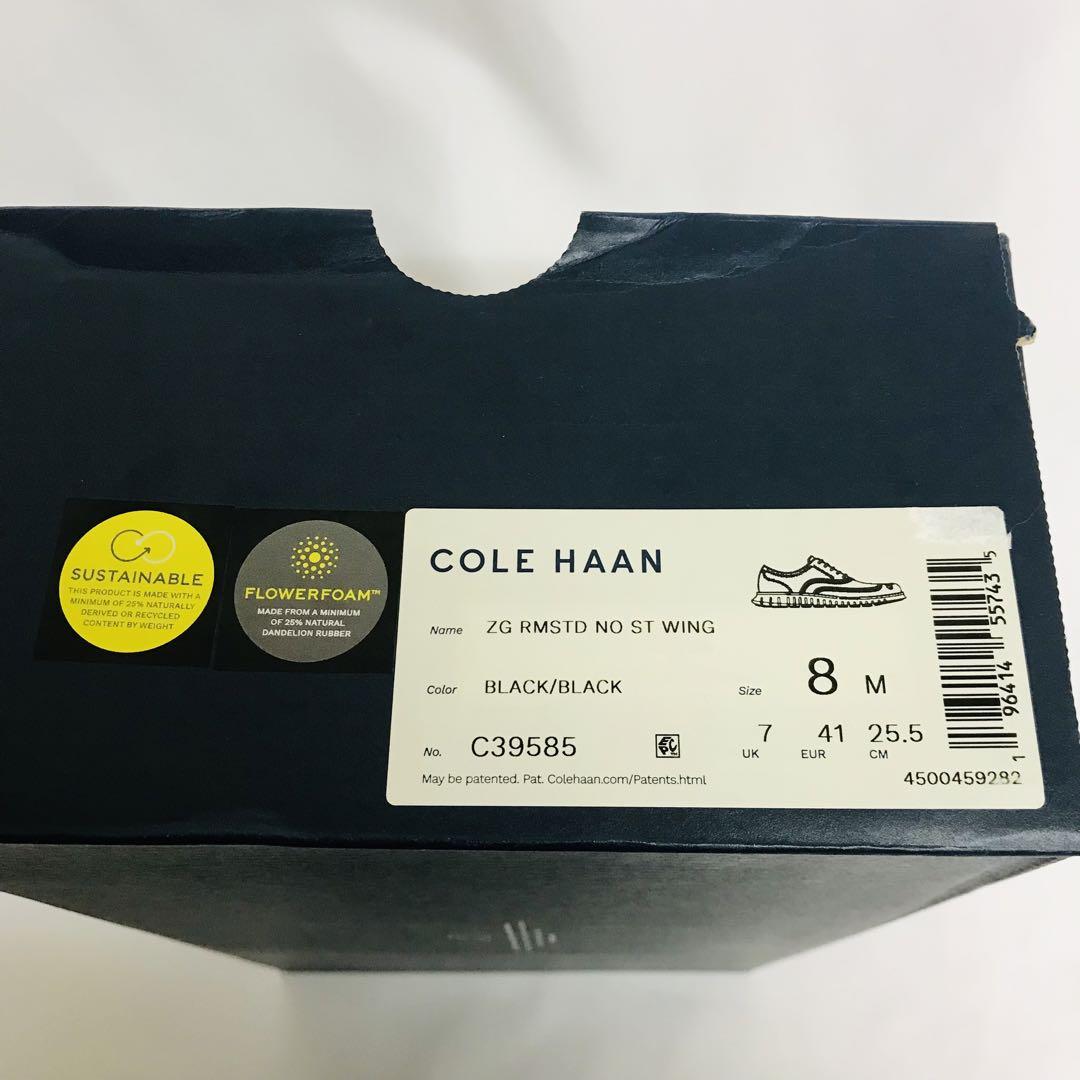 SUSTAINABLE
THIS PRODUCT IS MADE WITH A
MINIMUM OF 25% NATURALLY
DERIVED OR RECYCLED
CONTENT BY WEIGHT
FLOWERFOAM™
MADE FROM A MINIMUM
OF 25% NATURAL
DANDELION RUBBER
COLE HAAN
Name ZG RMSTD NO ST WING
Color BLACK/BLACK
Size 8 M
No. C39585
7 41 25.5
UK EUR CM
May be patented. Pat. Colehaan.com/Patents.html
4500459282
1 96414 55743 5